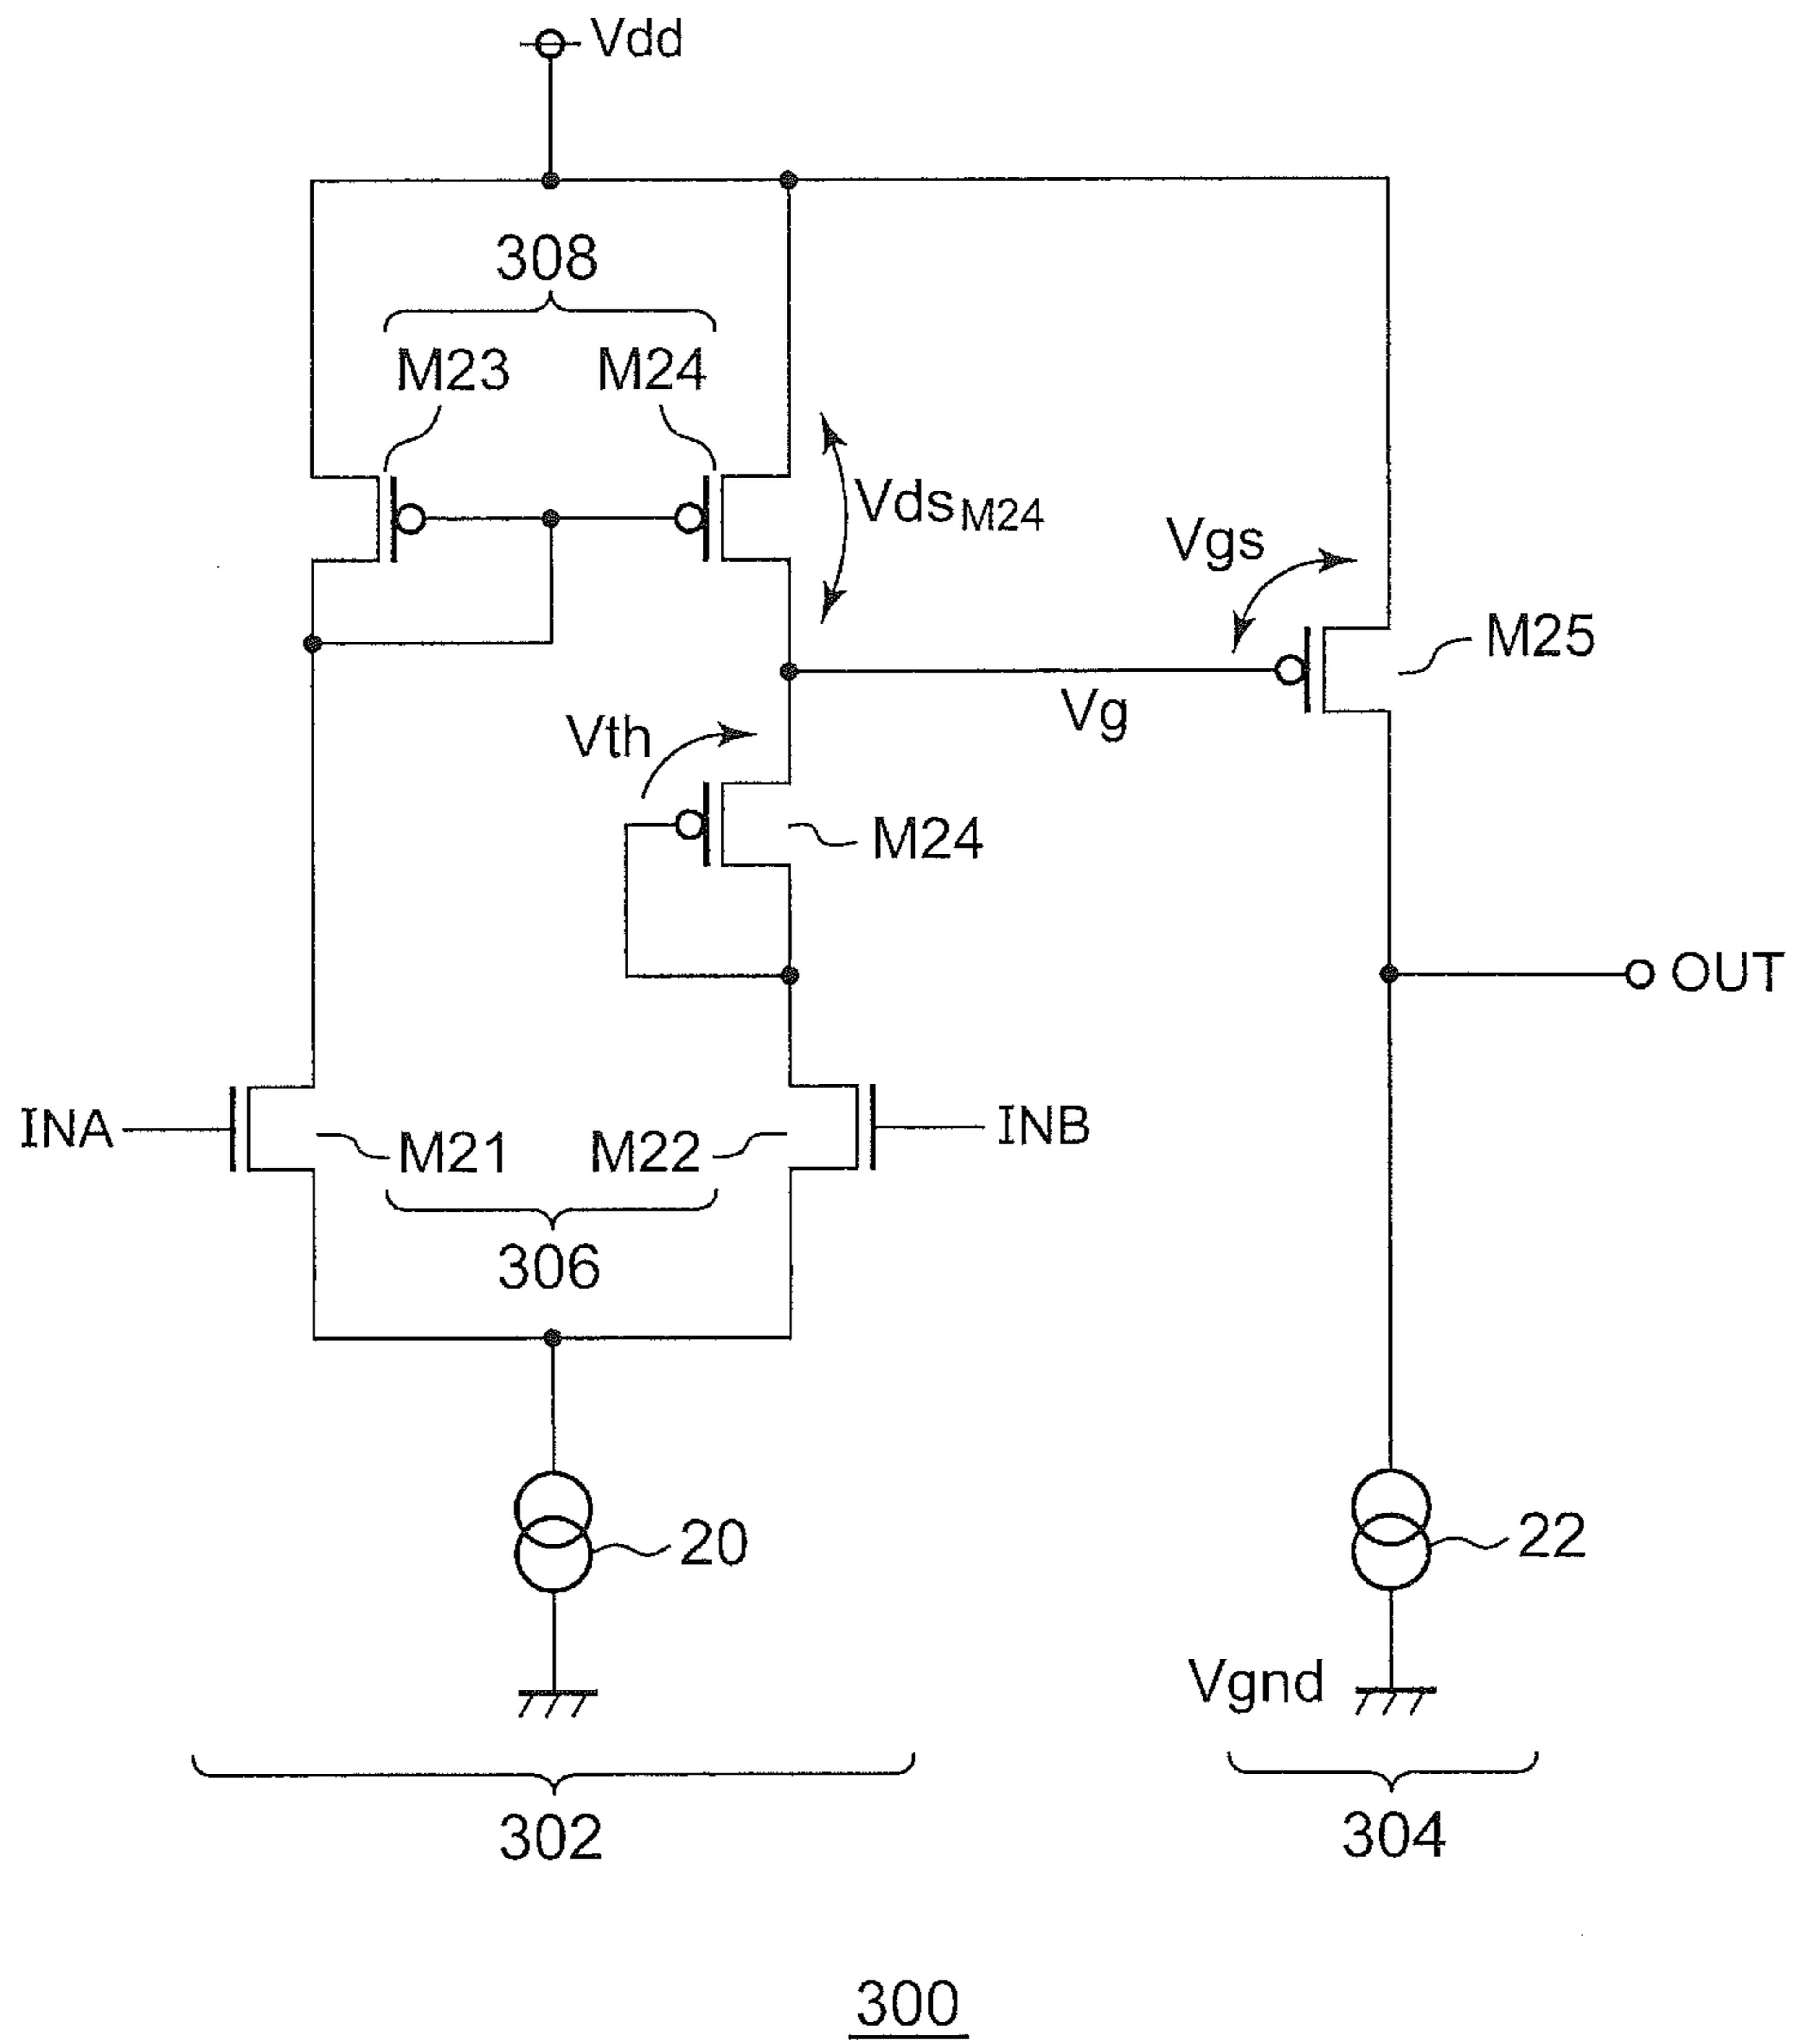 Vdd
308
M23 M24
VdsM24
Vgs
M25
Vg
Vth
M24
OUT
INA M21 M22 INB
306
20 22
Vgnd
302 304
300